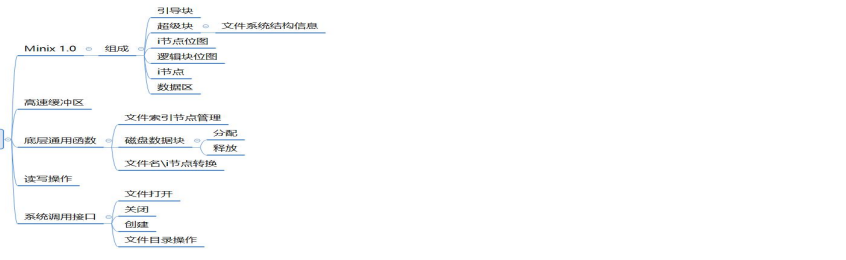 Minix 1.0
组成
引导块
超级块
文件系统结构信息
i节点位图
逻辑块位图
i节点
数据区
高速缓冲区
底层通用函数
文件索引节点管理
磁盘数据块
分配
释放
文件名\i节点转换
读写操作
系统调用接口
文件打开
关闭
创建
文件目录操作